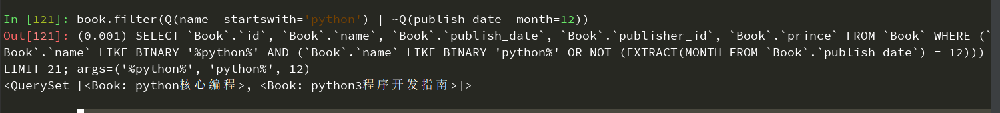 In [121]: book.filter(Q(name__startswith='python') | ~Q(publish_date__month=12))
Out[121]: (0.001) SELECT `Book`.`id`, `Book`.`name`, `Book`.`publish_date`, `Book`.`publisher_id`, `Book`.`prince` FROM `Book` WHERE (`
Book`.`name` LIKE BINARY '%python%' AND (`Book`.`name` LIKE BINARY 'python%' OR NOT (EXTRACT(MONTH FROM `Book`.`publish_date`) = 12)))
LIMIT 21; args=('%python%', 'python%', 12)
<QuerySet [<Book: python核心编程>, <Book: python3程序开发指南>]>